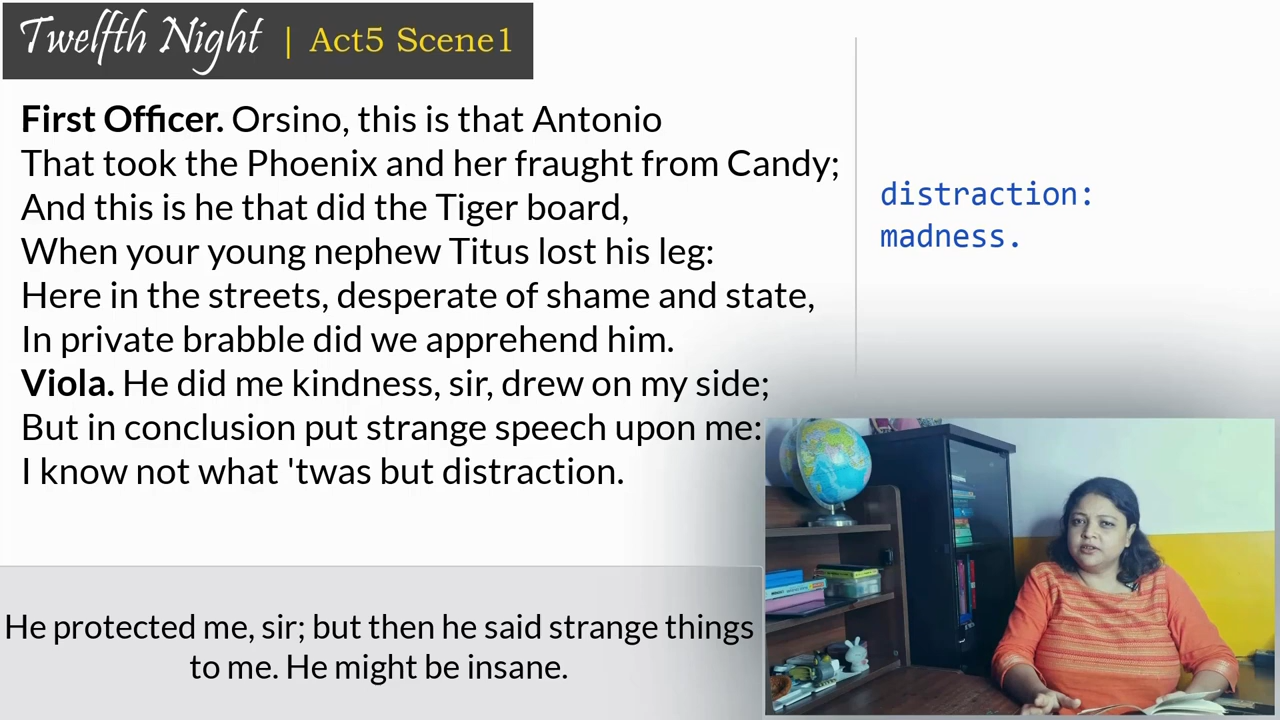 Twelfth Night | Act5 Scene1
First Officer. Orsino, this is that Antonio
That took the Phoenix and her fraught from Candy;
And this is he that did the Tiger board,
When your young nephew Titus lost his leg:
Here in the streets, desperate of shame and state,
In private brabble did we apprehend him.
Viola. He did me kindness, sir, drew on my side;
But in conclusion put strange speech upon me:
I know not what 'twas but distraction.
distraction:
madness.
He protected me, sir; but then he said strange things
to me. He might be insane.